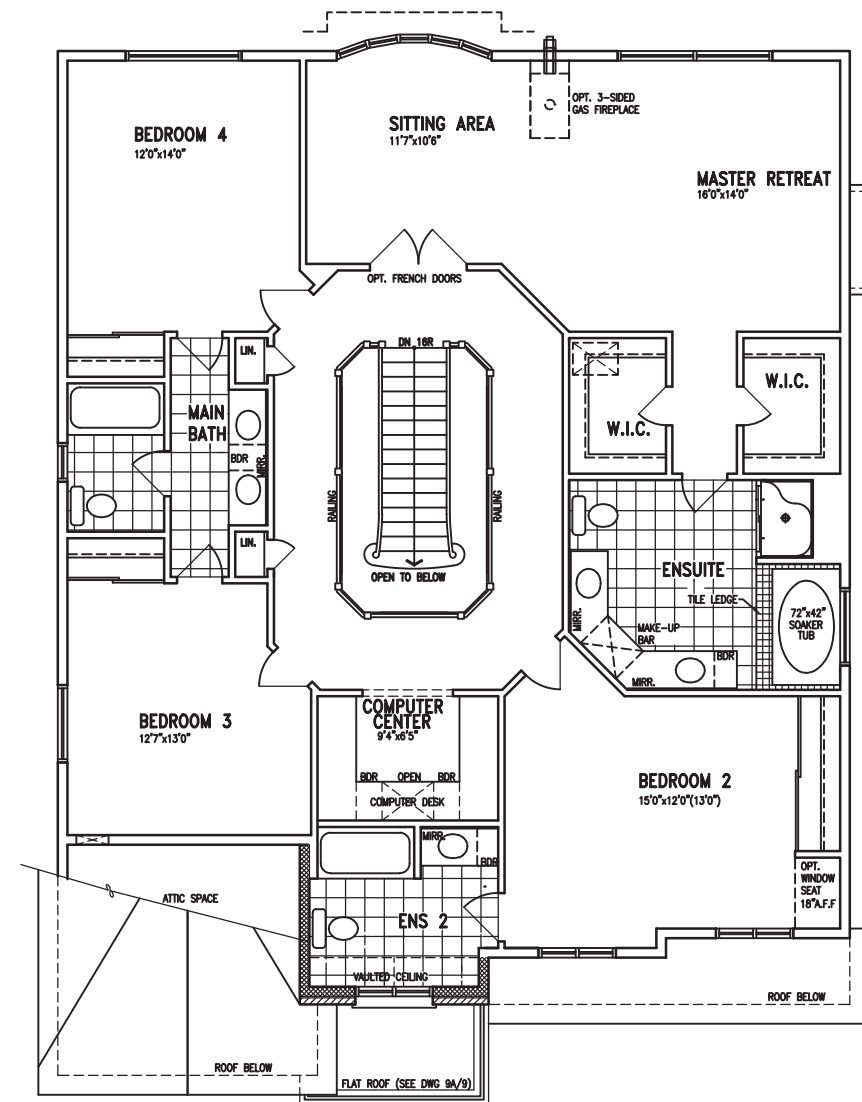 OPT. 3-SIDED
GAS FIREPLACE
BEDROOM 4
12'0"x14'0"
SITTING AREA
11'7"x10'6"
MASTER RETREAT
16'0"x14'0"
OPT. FRENCH DOORS
DN 16R
LIN.
W.I.C.
W.I.C.
MAIN
BATH
BDR
MIRR.
RAILING
RAILING
LIN.
OPEN TO BELOW
ENSUITE
TILE LEDGE
72"x42"
SOAKER
TUB
MIRR.
MAKE-UP
BAR
BDR
MIRR.
COMPUTER
CENTER
9'4"x6'5"
BEDROOM 3
12'7"x13'0"
BDR OPEN BDR
COMPUTER DESK
BEDROOM 2
15'0"x12'0"(13'0")
MIRR.
BDR
OPT.
WINDOW
SEAT
18"A.F.F
ATTIC SPACE
ENS 2
VAULTED CEILING
ROOF BELOW
ROOF BELOW
FLAT ROOF (SEE DWG 9A/9)